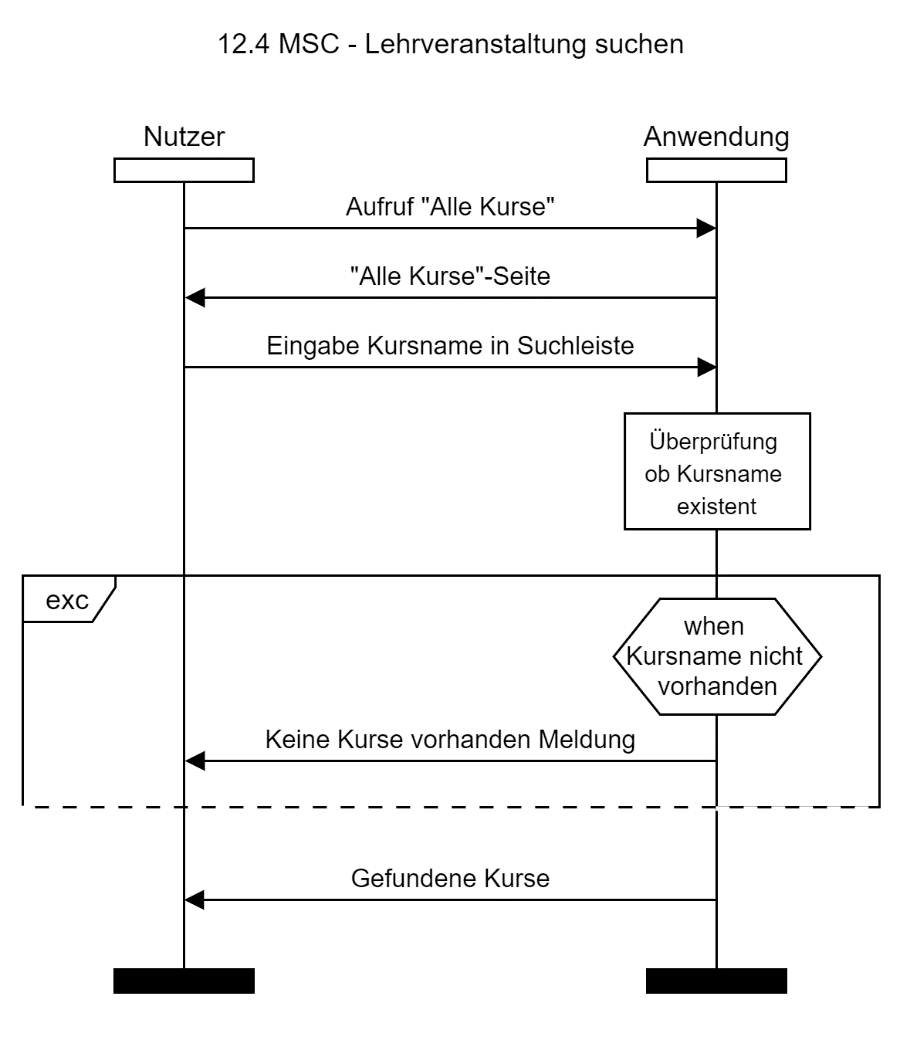 12.4 MSC - Lehrveranstaltung suchen
Nutzer
Anwendung
Aufruf "Alle Kurse"
"Alle Kurse"-Seite
Eingabe Kursname in Suchleiste
Überprüfung
ob Kursname
existent
exc
when
Kursname nicht
vorhanden
Keine Kurse vorhanden Meldung
Gefundene Kurse